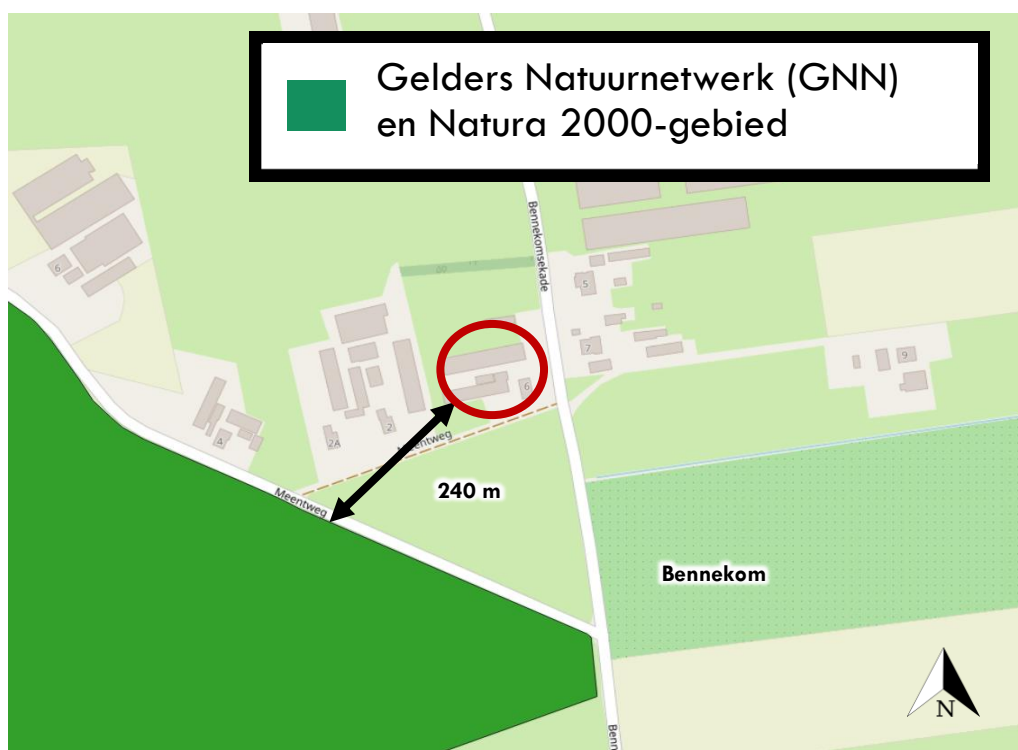 Gelders Natuurnetwerk (GNN)
en Natura 2000-gebied
Bennekomsekade
6
5
7
6
9
2
2A
4
Meentweg
Meentweg
240 m
Bennekom
N
Benn